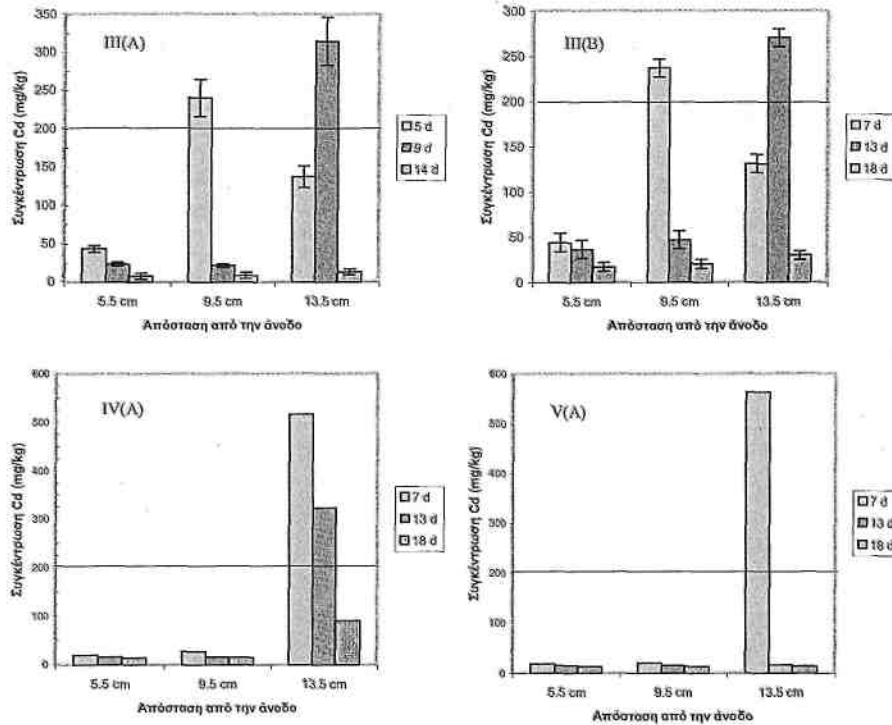 III(A)
Συγκέντρωση Cd (mg/kg)
350
300
250
200
150
100
50
0
5.5 cm 9.5 cm 13.5 cm
Απόσταση από την άνοδο
5 d
9 d
14 d
III(B)
Συγκέντρωση Cd (mg/kg)
300
250
200
150
100
50
0
5.5 cm 9.5 cm 13.5 cm
Απόσταση από την άνοδο
7 d
13 d
18 d
IV(A)
Συγκέντρωση Cd (mg/kg)
600
500
400
300
200
100
0
5.5 cm 9.5 cm 13.5 cm
Απόσταση από την άνοδο
7 d
13 d
18 d
V(A)
Συγκέντρωση Cd (mg/kg)
600
500
400
300
200
100
0
5.5 cm 9.5 cm 13.5 cm
Απόσταση από την άνοδο
7 d
13 d
18 d